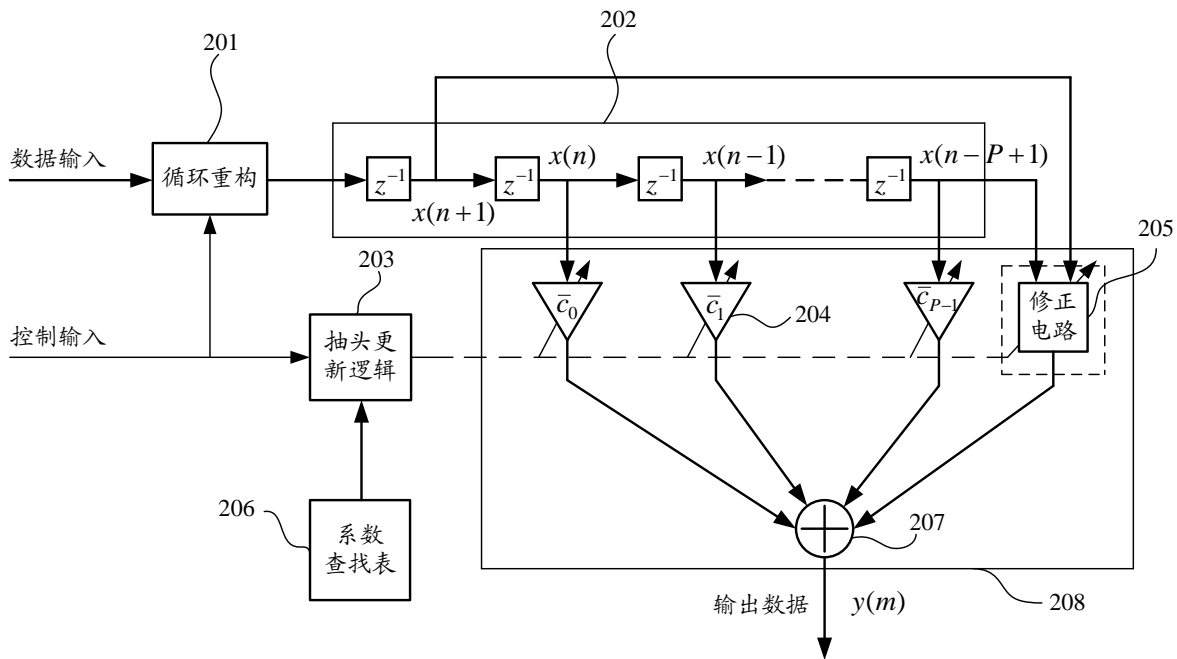 201
202
数据输入
循环重构
z⁻¹
z⁻¹
x(n)
z⁻¹
x(n−1)
z⁻¹
x(n−P+1)
x(n+1)
205
203
c̅₀
c̅₁
204
c̅P−1
修正
电路
控制输入
抽头更
新逻辑
206
系数
查找表
207
输出数据
y(m)
208